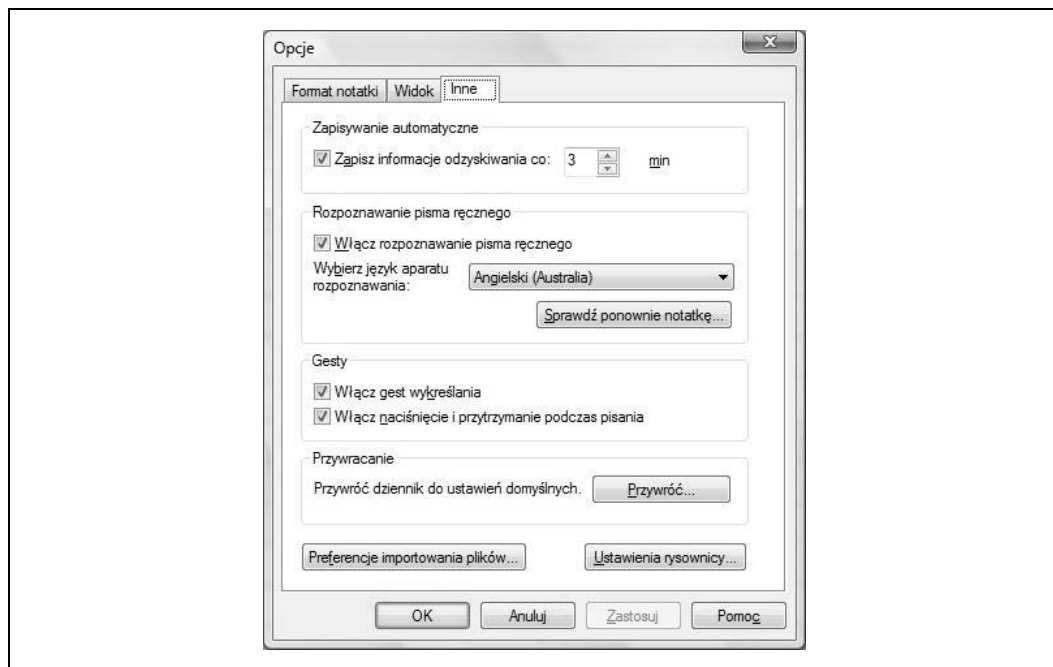 Opcje
Format notatki Widok Inne
Zapisywanie automatyczne
Zapisz informacje odzyskiwania co: 3 min
Rozpoznawanie pisma ręcznego
Włącz rozpoznawanie pisma ręcznego
Wybierz język aparatu
rozpoznawania: Angielski (Australia)
Sprawdź ponownie notatkę...
Gesty
Włącz gest wykreślania
Włącz naciśnięcie i przytrzymanie podczas pisania
Przywracanie
Przywróć dziennik do ustawień domyślnych. Przywróć...
Preferencje importowania plików... Ustawienia rysownicy...
OK Anuluj Zastosuj Pomoc